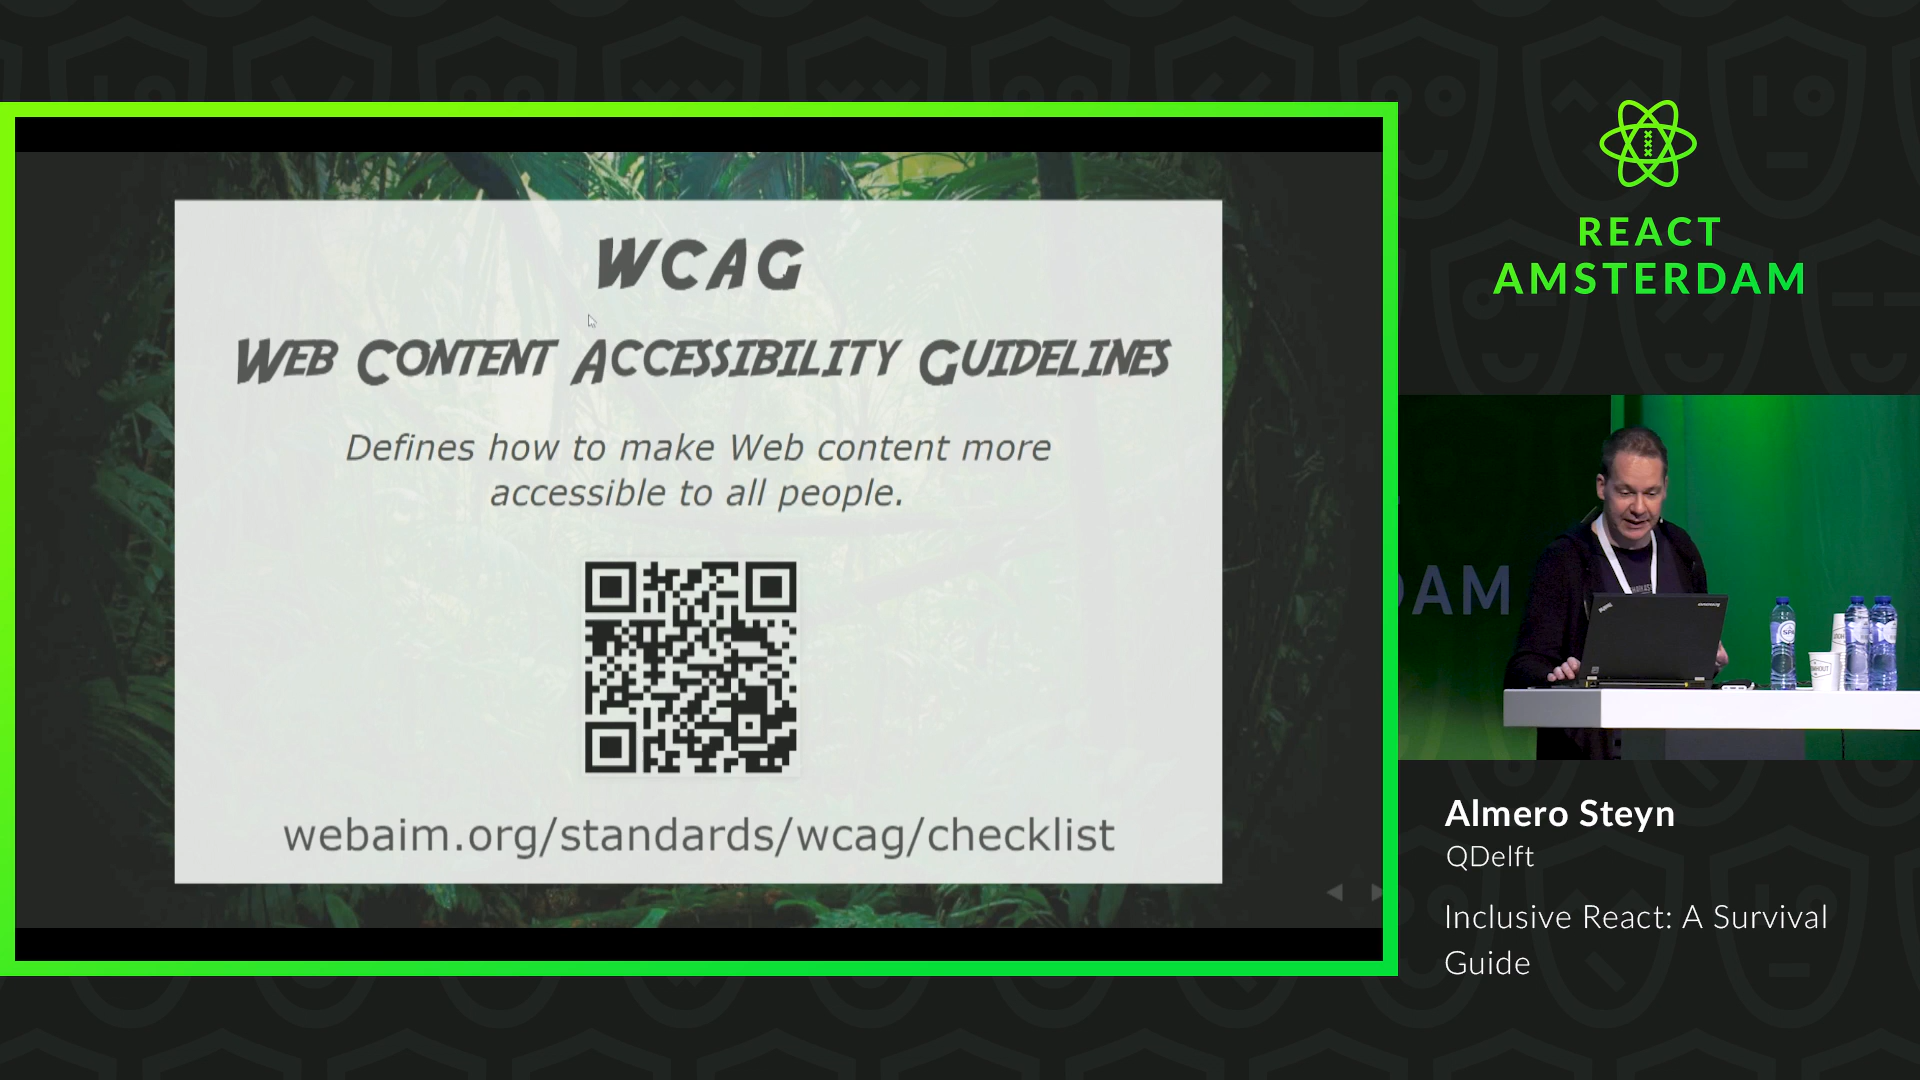 WCAG
WEB CONTENT ACCESSIBILITY GUIDELINES
Defines how to make Web content more
accessible to all people.
webaim.org/standards/wcag/checklist
REACT
AMSTERDAM
DAM
Almero Steyn
QDelft
Inclusive React: A Survival
Guide